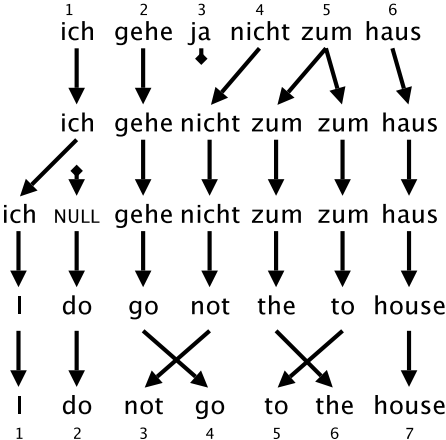 1 2 3 4 5 6
ich gehe ja nicht zum haus
ich gehe nicht zum zum haus
ich NULL gehe nicht zum zum haus
I do go not the to house
I do not go to the house
1 2 3 4 5 6 7